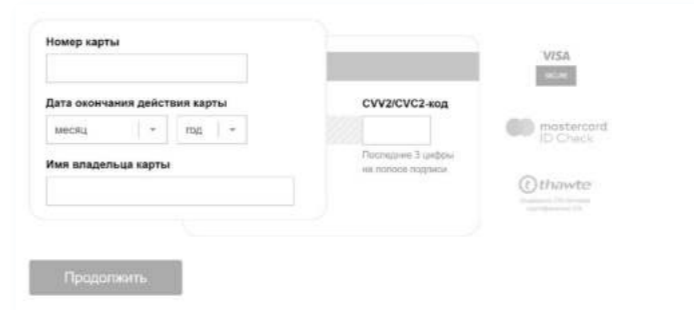 Номер карты
Дата окончания действия карты
месяц год
Имя владельца карты
CVV2/CVC2-код
Последние 3 цифры
на полосе подписи
Продолжить
VISA
SECURE
mastercard
ID Check
thawte